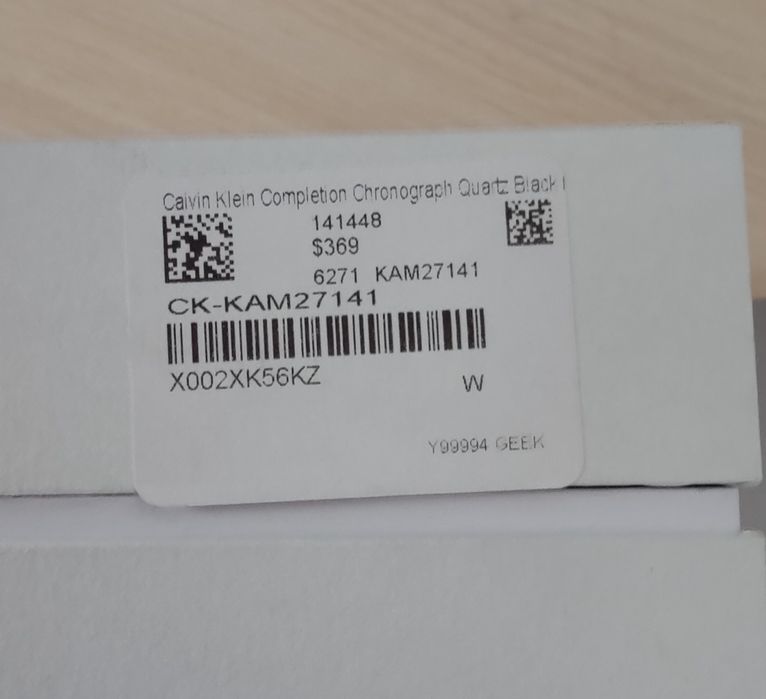 Calvin Klein Completion Chronograph Quartz Black
141448
$369
6271 KAM27141
CK-KAM27141
X002XK56KZ
W
Y99994 GEEK